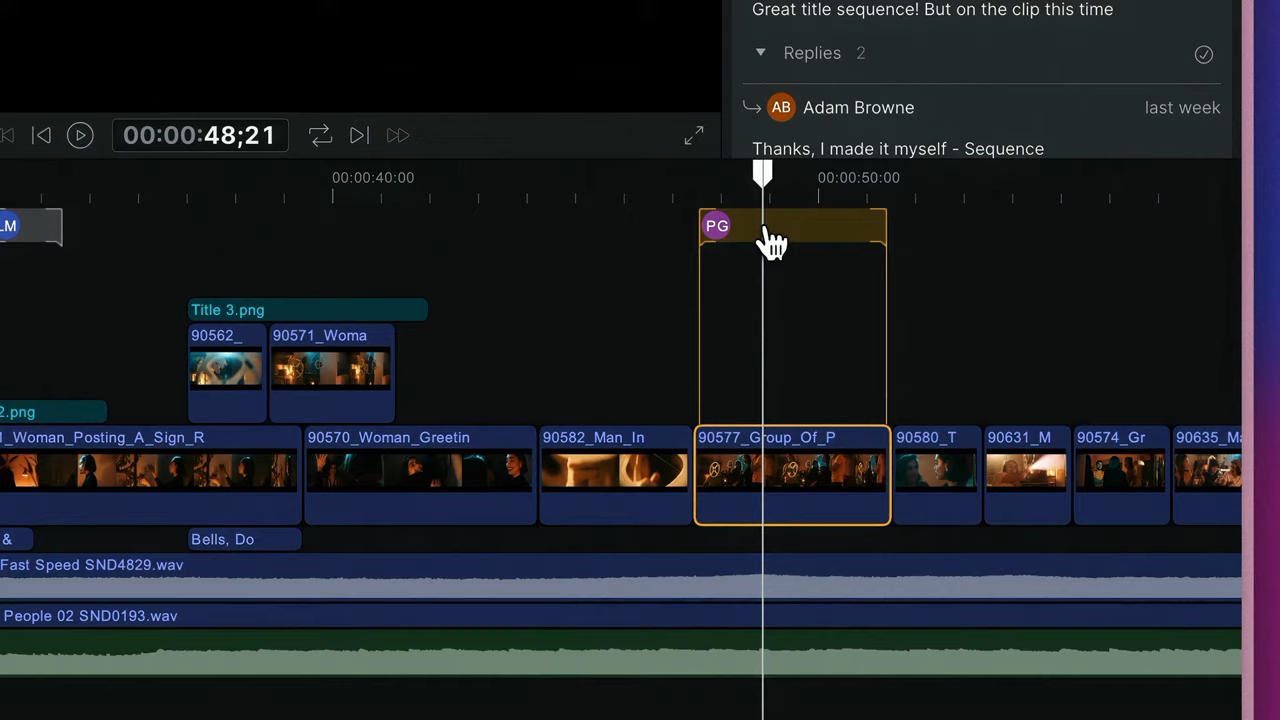 Great title sequence! But on the clip this time
Replies 2
AB Adam Browne last week
Thanks, I made it myself - Sequence
00:00:48;21
00:00:40:00
00:00:50:00
LM
PG
Title 3.png
90562_
90571_Woma
2.png
_Woman_Posting_A_Sign_R
90570_Woman_Greetin
90582_Man_In
90577_Group_Of_P
90580_T
90631_M
90574_Gr
90635_Ma
&
Bells, Do
Fast Speed SND4829.wav
People 02 SND0193.wav